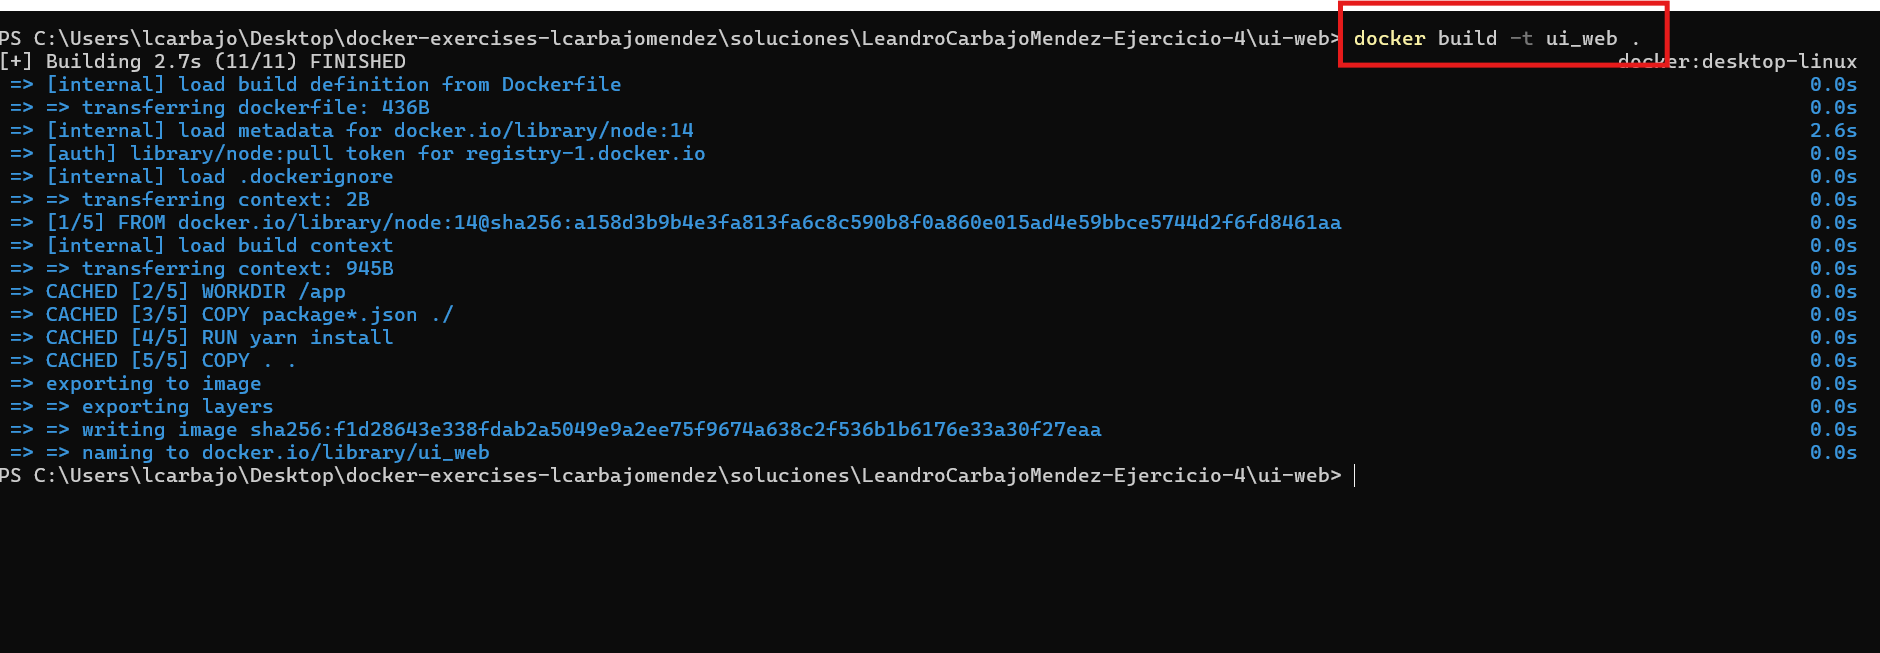 PS C:\Users\lcarbajo\Desktop\docker-exercises-lcarbajomendez\soluciones\LeandroCarbajoMendez-Ejercicio-4\ui-web> docker build -t ui_web .
[+] Building 2.7s (11/11) FINISHED docker:desktop-linux
=> [internal] load build definition from Dockerfile 0.0s
=> => transferring dockerfile: 436B 0.0s
=> [internal] load metadata for docker.io/library/node:14 2.6s
=> [auth] library/node:pull token for registry-1.docker.io 0.0s
=> [internal] load .dockerignore 0.0s
=> => transferring context: 2B 0.0s
=> [1/5] FROM docker.io/library/node:14@sha256:a158d3b9b4e3fa813fa6c8c590b8f0a860e015ad4e59bbce5744d2f6fd8461aa 0.0s
=> [internal] load build context 0.0s
=> => transferring context: 945B 0.0s
=> CACHED [2/5] WORKDIR /app 0.0s
=> CACHED [3/5] COPY package*.json ./ 0.0s
=> CACHED [4/5] RUN yarn install 0.0s
=> CACHED [5/5] COPY . . 0.0s
=> exporting to image 0.0s
=> => exporting layers 0.0s
=> => writing image sha256:f1d28643e338fdab2a5049e9a2ee75f9674a638c2f536b1b6176e33a30f27eaa 0.0s
=> => naming to docker.io/library/ui_web 0.0s
PS C:\Users\lcarbajo\Desktop\docker-exercises-lcarbajomendez\soluciones\LeandroCarbajoMendez-Ejercicio-4\ui-web>